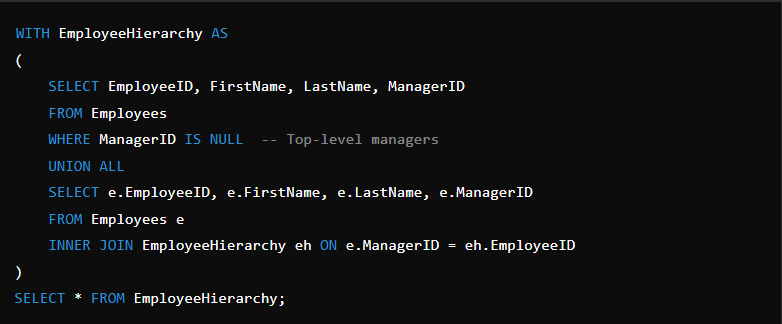 WITH EmployeeHierarchy AS
(
    SELECT EmployeeID, FirstName, LastName, ManagerID
    FROM Employees
    WHERE ManagerID IS NULL  -- Top-level managers
    UNION ALL
    SELECT e.EmployeeID, e.FirstName, e.LastName, e.ManagerID
    FROM Employees e
    INNER JOIN EmployeeHierarchy eh ON e.ManagerID = eh.EmployeeID
)
SELECT * FROM EmployeeHierarchy;